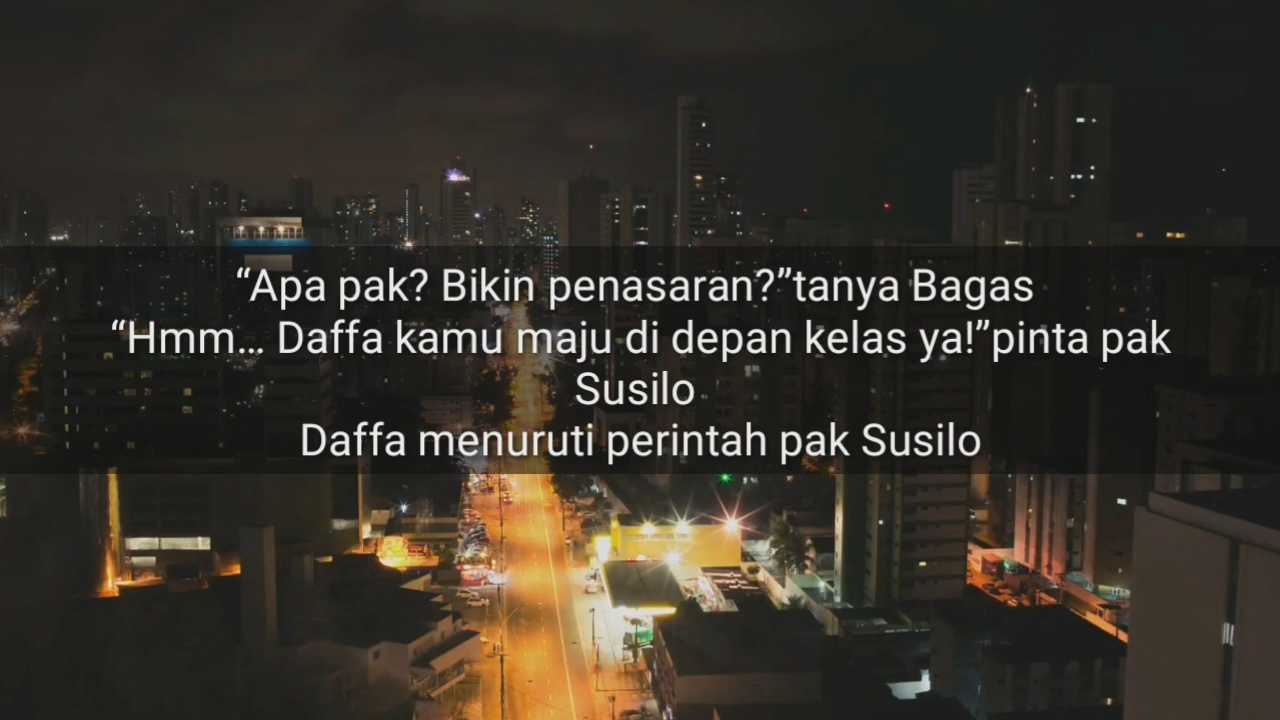 “Apa pak? Bikin penasaran?”tanya Bagas
“Hmm... Daffa kamu maju di depan kelas ya!”pinta pak
Susilo
Daffa menuruti perintah pak Susilo